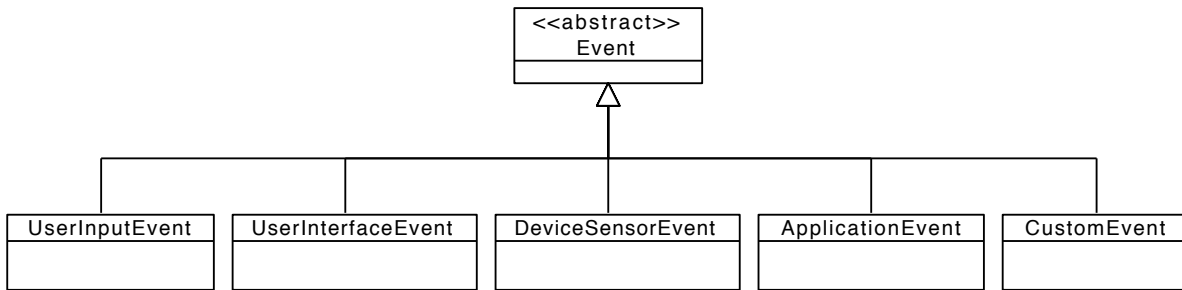 <<abstract>>
Event
UserInputEvent
UserInterfaceEvent
DeviceSensorEvent
ApplicationEvent
CustomEvent